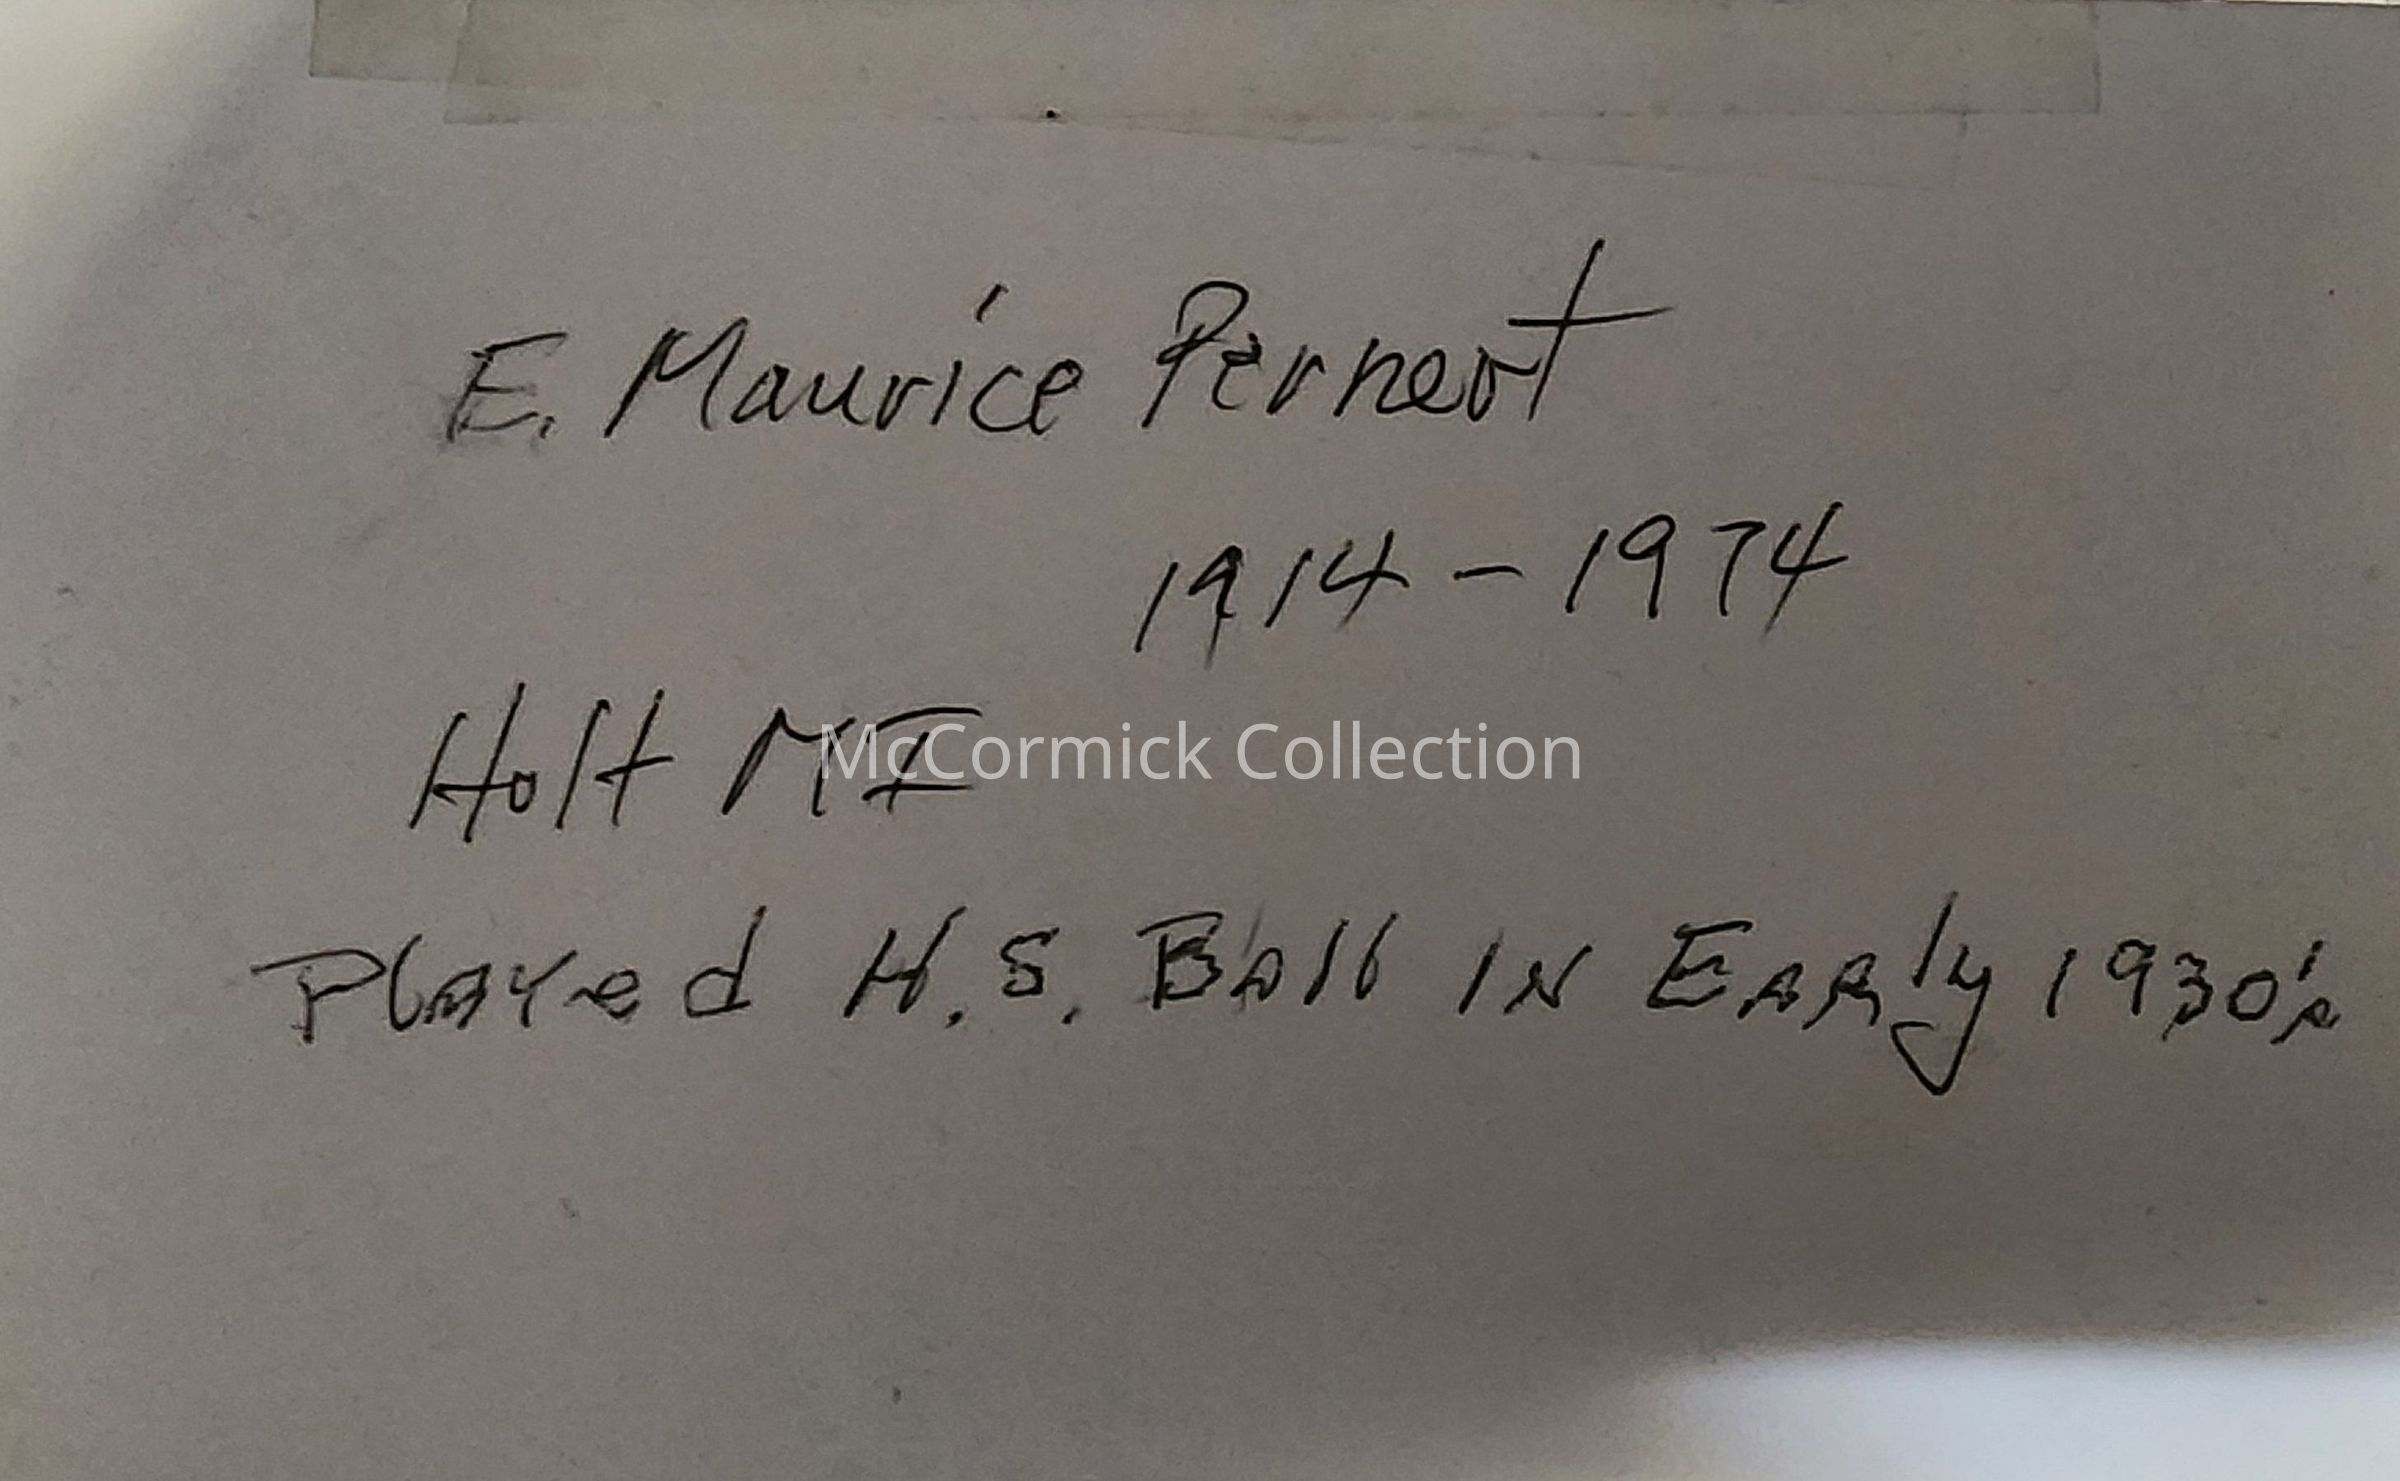 E. Maurice Pernert
1914 - 1974
Holt MI
McCormick Collection
Played H.S. Ball in Early 1930's